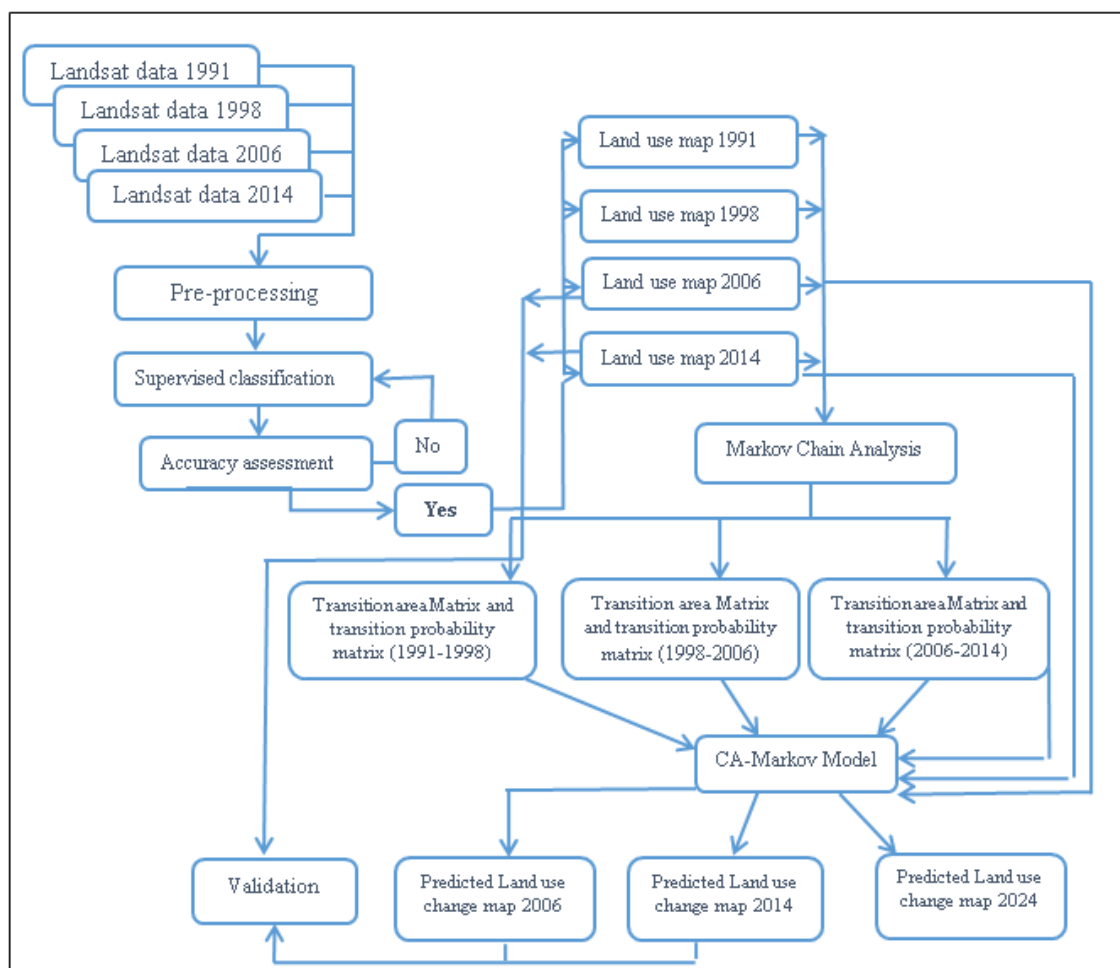 Landsat data 1991
Landsat data 1998
Landsat data 2006
Landsat data 2014
Pre-processing
Supervised classification
Accuracy assessment
No
Yes
Land use map 1991
Land use map 1998
Land use map 2006
Land use map 2014
Markov Chain Analysis
Transition area Matrix and
transition probability
matrix (1991-1998)
Transition area Matrix
and transition probability
matrix (1998-2006)
Transition area Matrix and
transition probability
matrix (2006-2014)
CA-Markov Model
Validation
Predicted Land use
change map 2006
Predicted Land use
change map 2014
Predicted Land use
change map 2024